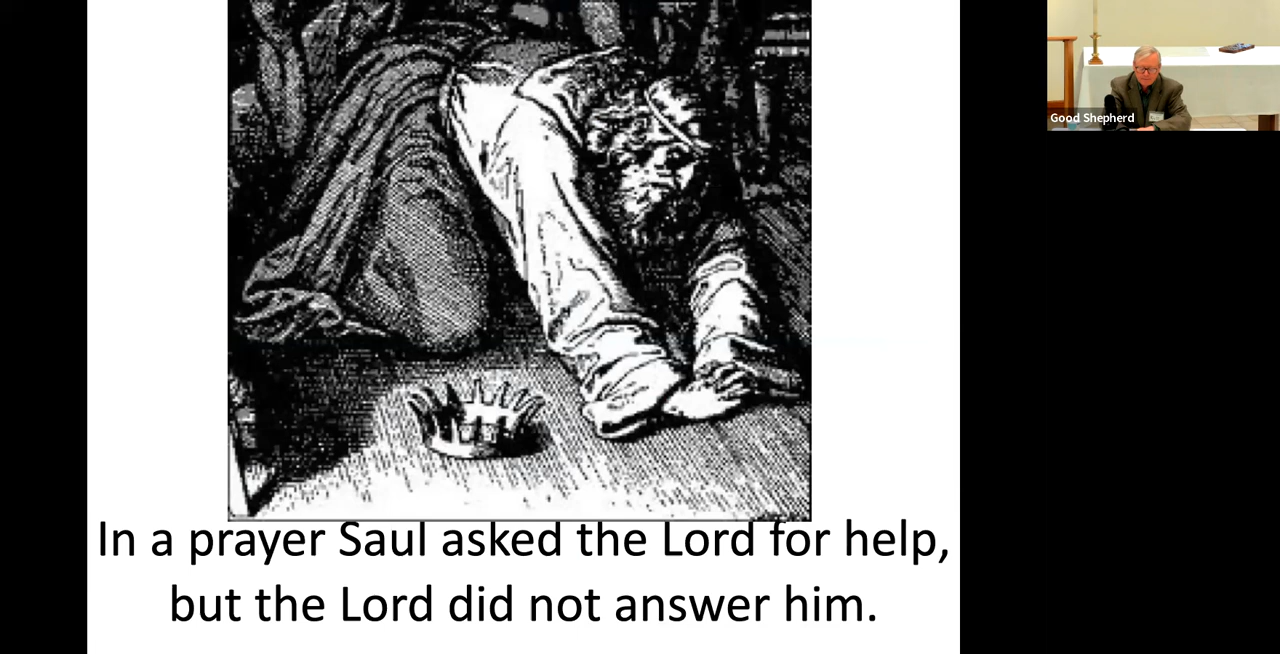 Good Shepherd
In a prayer Saul asked the Lord for help,
but the Lord did not answer him.